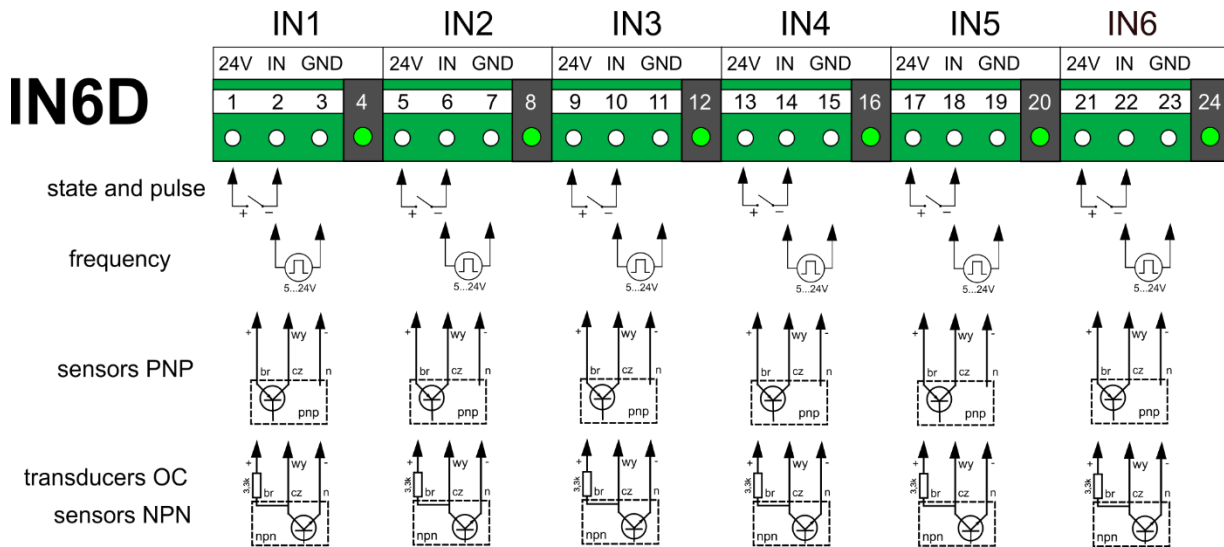 IN1 IN2 IN3 IN4 IN5 IN6
24V IN GND 24V IN GND 24V IN GND 24V IN GND 24V IN GND 24V IN GND
IN6D
1 2 3 4 5 6 7 8 9 10 11 12 13 14 15 16 17 18 19 20 21 22 23 24
state and pulse
+ − + − + − + − + − + −
frequency
5...24V 5...24V 5...24V 5...24V 5...24V 5...24V
+ wy - + wy - + wy - + wy - + wy - + wy -
sensors PNP
br cz n br cz n br cz n br cz n br cz n br cz n
pnp pnp pnp pnp pnp pnp
+ wy - + wy - + wy - + wy - + wy - + wy -
transducers OC
3,3k br cz n 3,3k br cz n 3,3k br cz n 3,3k br cz n 3,3k br cz n 3,3k br cz n
sensors NPN
npn npn npn npn npn npn